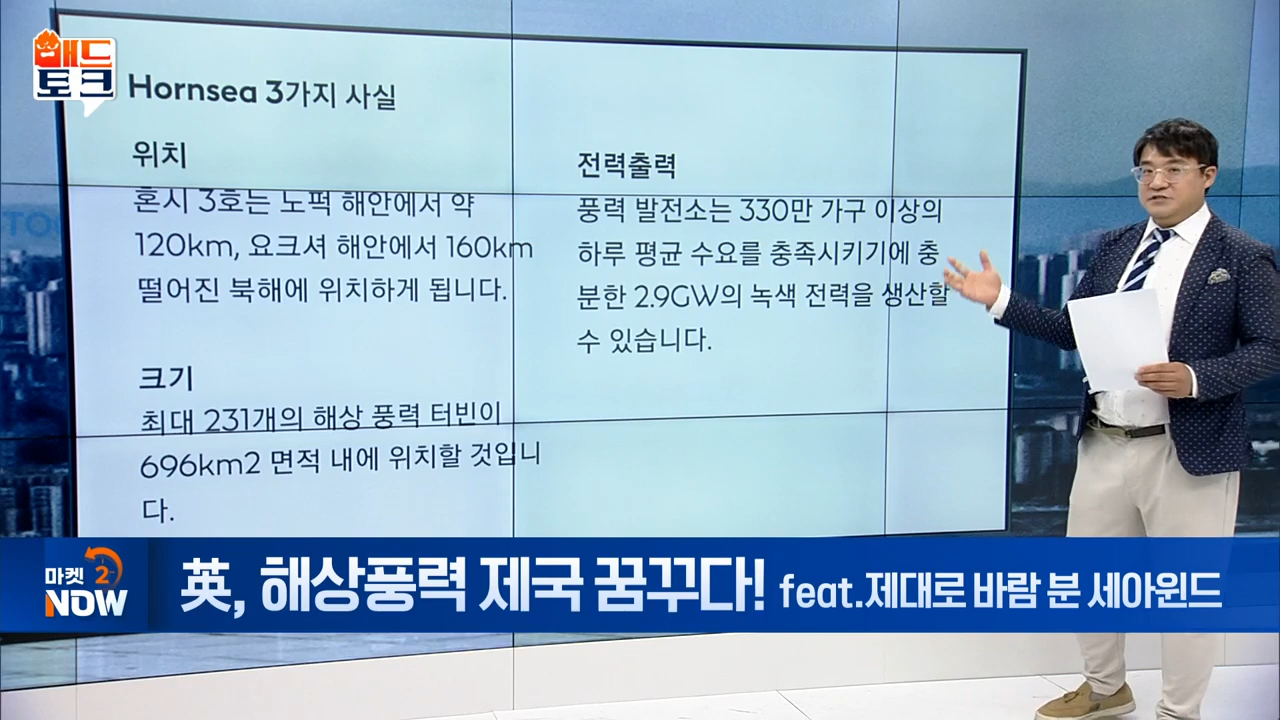 빼드
토크
Hornsea 3가지 사실
위치
혼시 3호는 노퍽 해안에서 약
120km, 요크셔 해안에서 160km
떨어진 북해에 위치하게 됩니다.
크기
최대 231개의 해상 풍력 터빈이
696km2 면적 내에 위치할 것입니
다.
전력출력
풍력 발전소는 330만 가구 이상의
하루 평균 수요를 충족시키기에 충
분한 2.9GW의 녹색 전력을 생산할
수 있습니다.
마켓 2
NOW
英, 해상풍력 제국 꿈꾸다! feat.제대로 바람 분 세아윈드